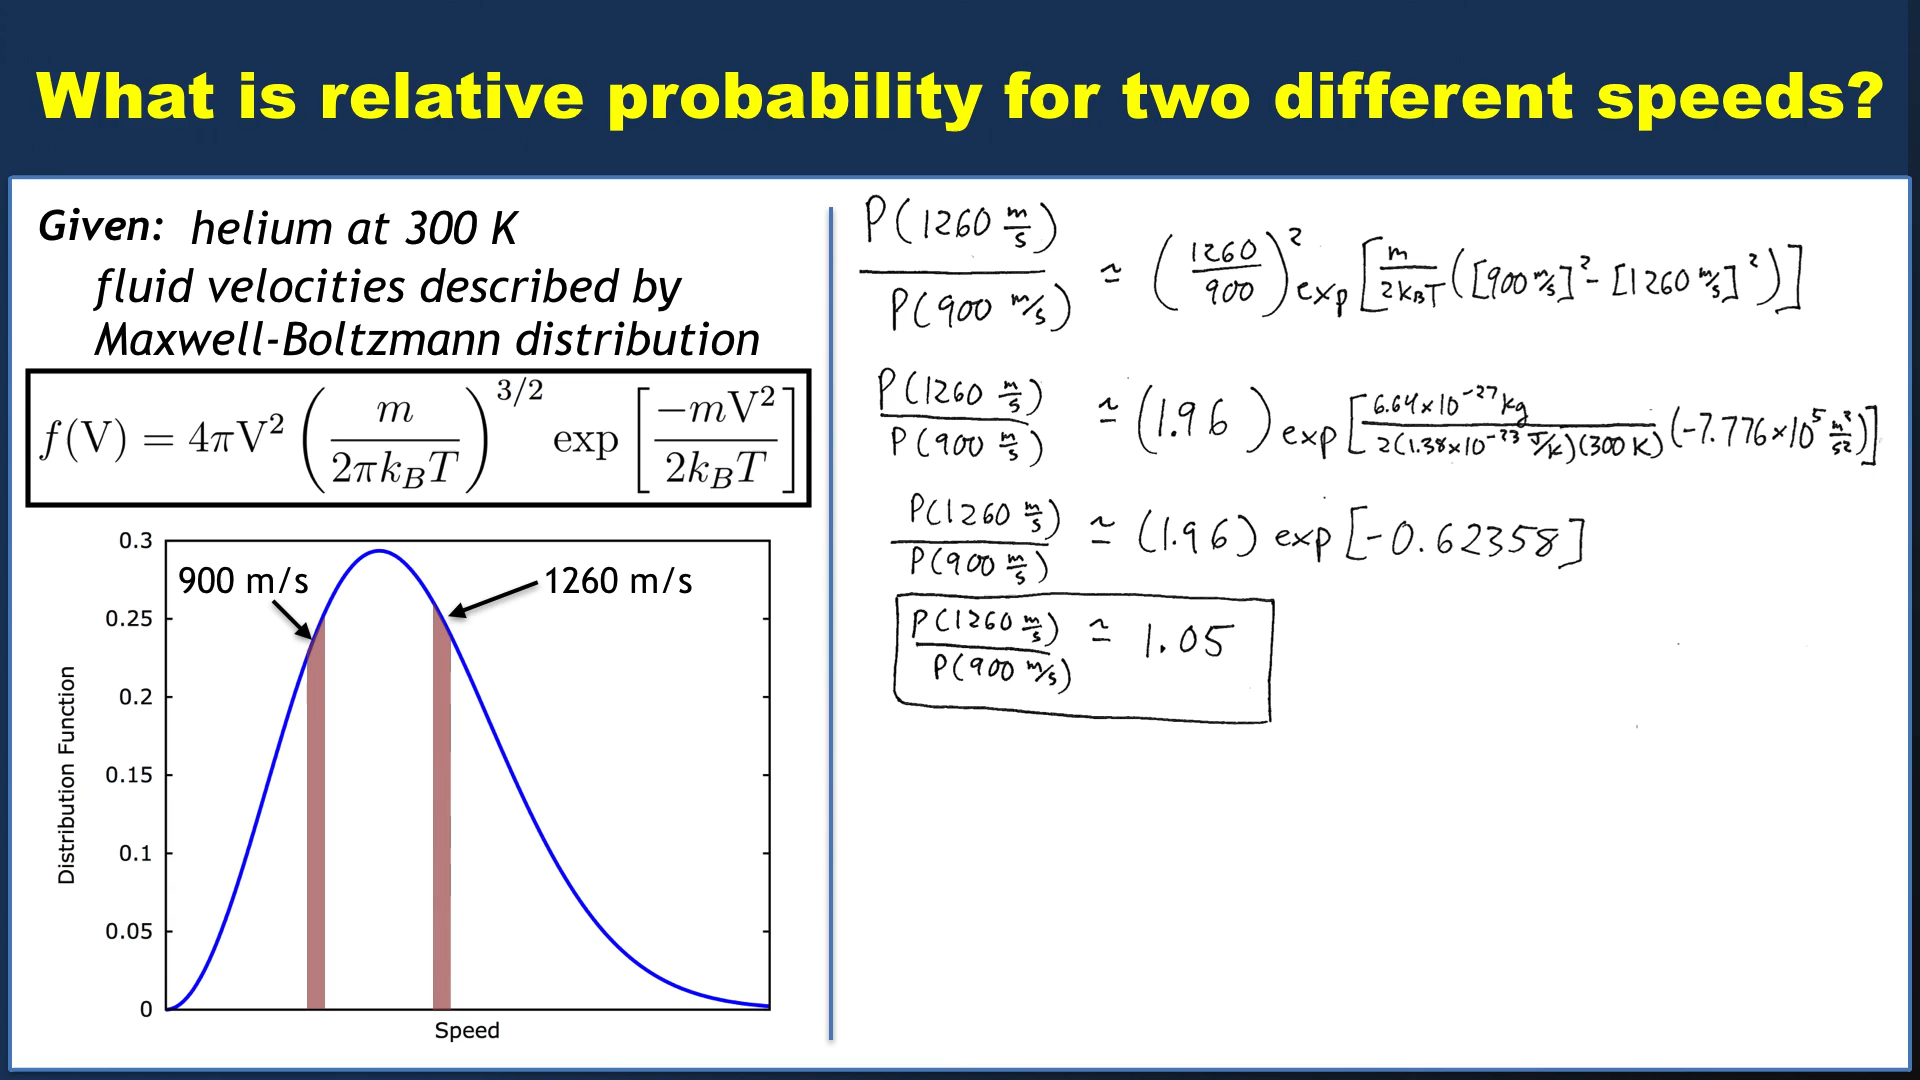 What is relative probability for two different speeds?
Given: helium at 300 K
fluid velocities described by
Maxwell-Boltzmann distribution
f(V) = 4πV² (m / 2πk_BT)^{3/2} exp [−mV² / 2k_BT]
0.3
0.25
0.2
0.15
0.1
0.05
0
900 m/s
1260 m/s
Distribution Function
Speed
P(1260 m/s) / P(900 m/s) ≃ (1260/900)² exp [m / 2k_BT ([900 m/s]² - [1260 m/s]²)]
P(1260 m/s) / P(900 m/s) ≃ (1.96) exp [6.64×10^{-27} kg / 2(1.38×10^{-23} J/K)(300 K) (-7.776×10^5 m²/s²)]
P(1260 m/s) / P(900 m/s) ≃ (1.96) exp [-0.62358]
P(1260 m/s) / P(900 m/s) ≃ 1.05